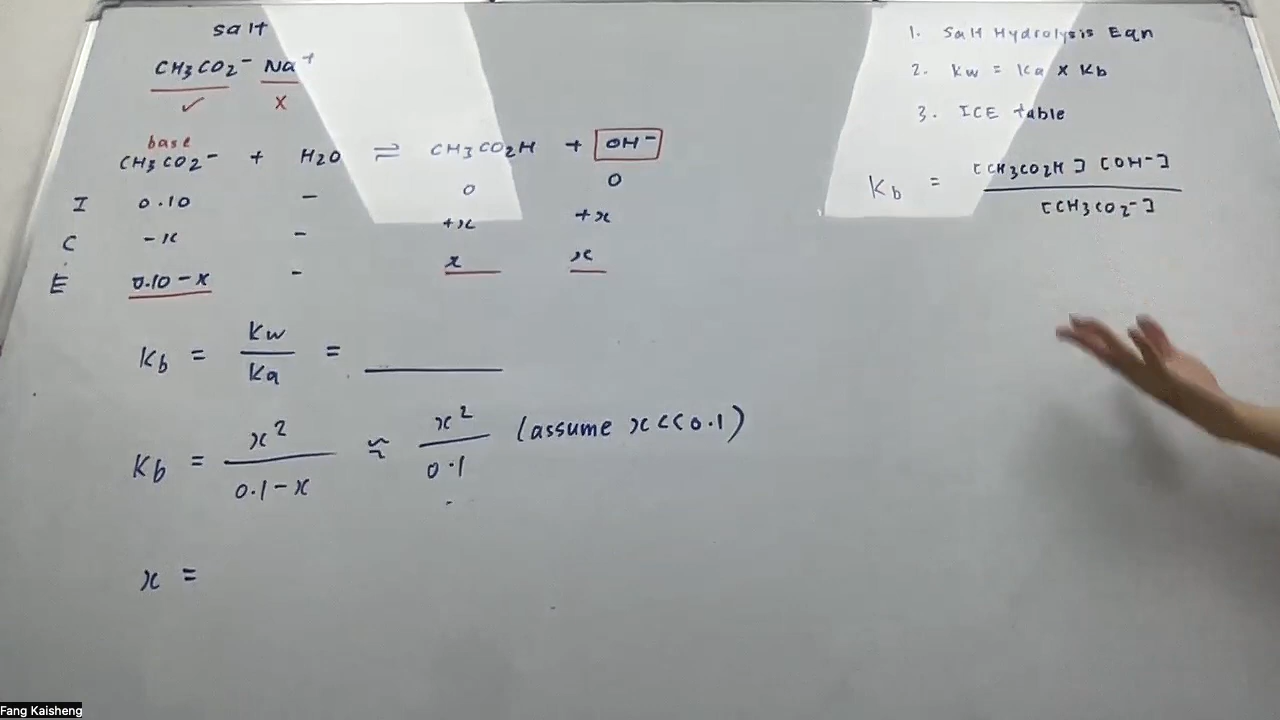 salt
CH3CO2⁻ Na⁺
✓ X
base
CH3CO2⁻ + H2O ⇌ CH3CO2H + OH⁻
I 0.10 – 0 0
C -x – +x +x
E 0.10 - x - x x
Kb = Kw / Ka =
Kb = x² / 0.1 - x ≈ x² / 0.1 (assume x << 0.1)
x =
1. Salt Hydrolysis Eqn
2. Kw = Ka x Kb
3. ICE table
Kb = [CH3CO2H] [OH⁻] / [CH3CO2⁻]
Fang Kaisheng